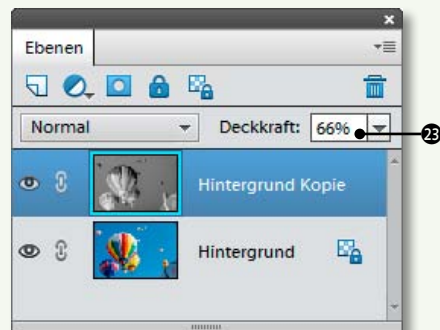 Ebenen
Normal Deckkraft: 66% 23
Hintergrund Kopie
Hintergrund